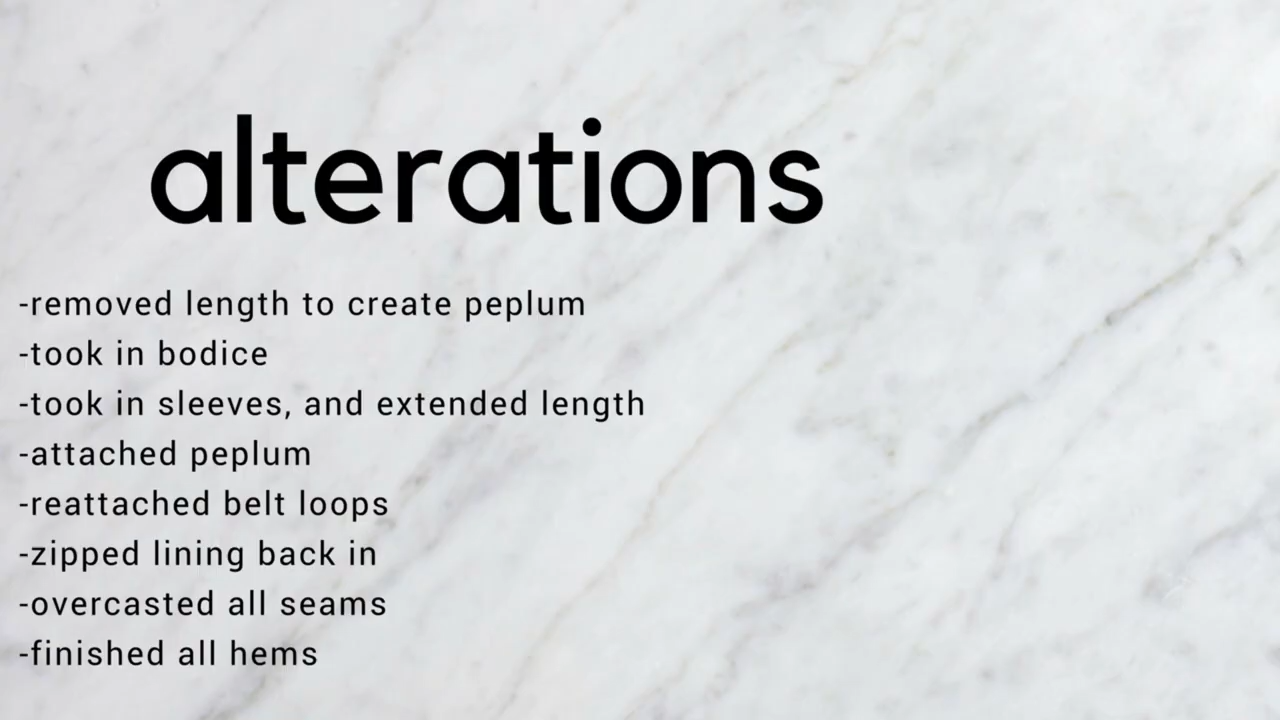 alterations
-removed length to create peplum
-took in bodice
-took in sleeves, and extended length
-attached peplum
-reattached belt loops
-zipped lining back in
-overcasted all seams
-finished all hems